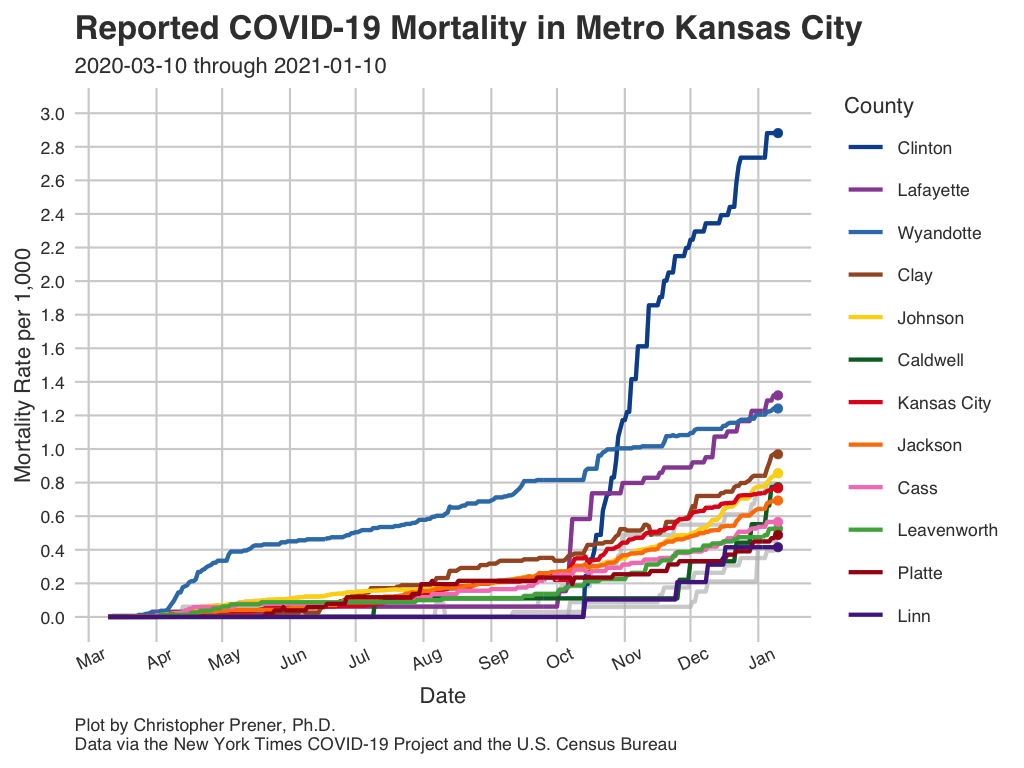 Reported COVID-19 Mortality in Metro Kansas City
2020-03-10 through 2021-01-10
Mortality Rate per 1,000
3.0
2.8
2.6
2.4
2.2
2.0
1.8
1.6
1.4
1.2
1.0
0.8
0.6
0.4
0.2
0.0
Mar Apr May Jun Jul Aug Sep Oct Nov Dec Jan
Date
County
Clinton
Lafayette
Wyandotte
Clay
Johnson
Caldwell
Kansas City
Jackson
Cass
Leavenworth
Platte
Linn
Plot by Christopher Prener, Ph.D.
Data via the New York Times COVID-19 Project and the U.S. Census Bureau